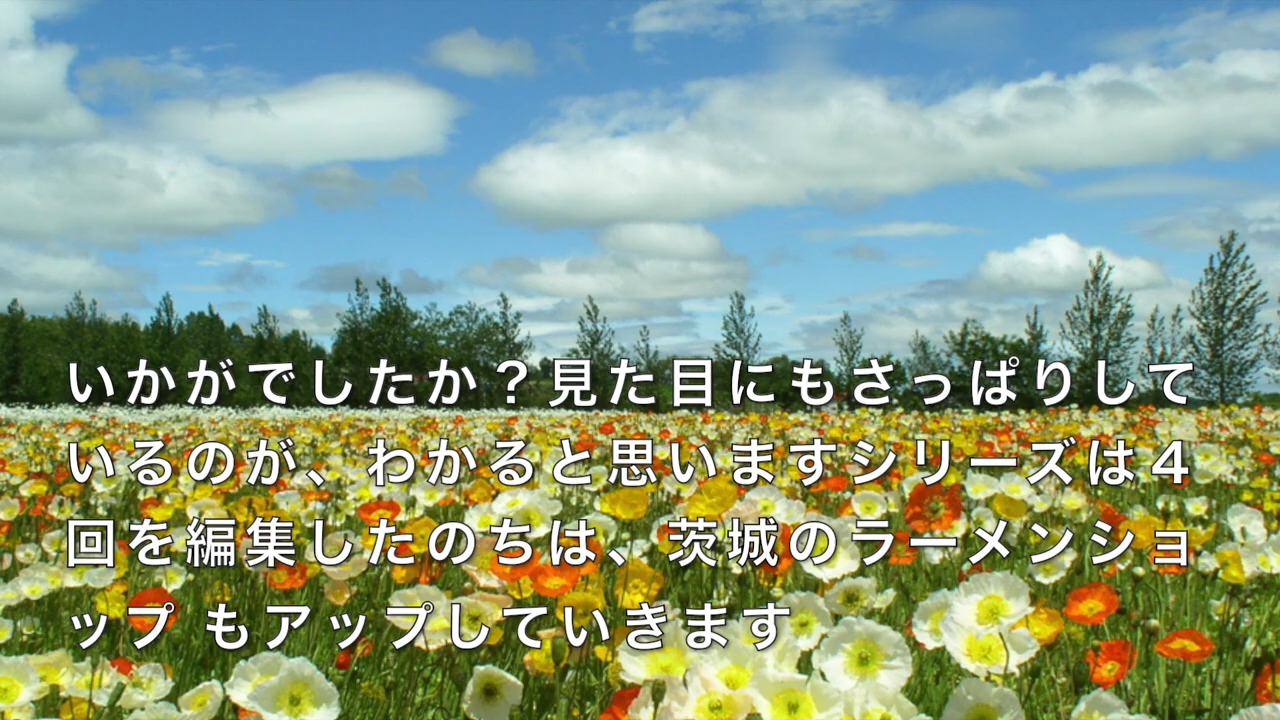 いかがでしたか？見た目にもさっぱりして
いるのが、わかると思いますシリーズは４
回を編集したのちは、茨城のラーメンショ
ップ もアップしていきます